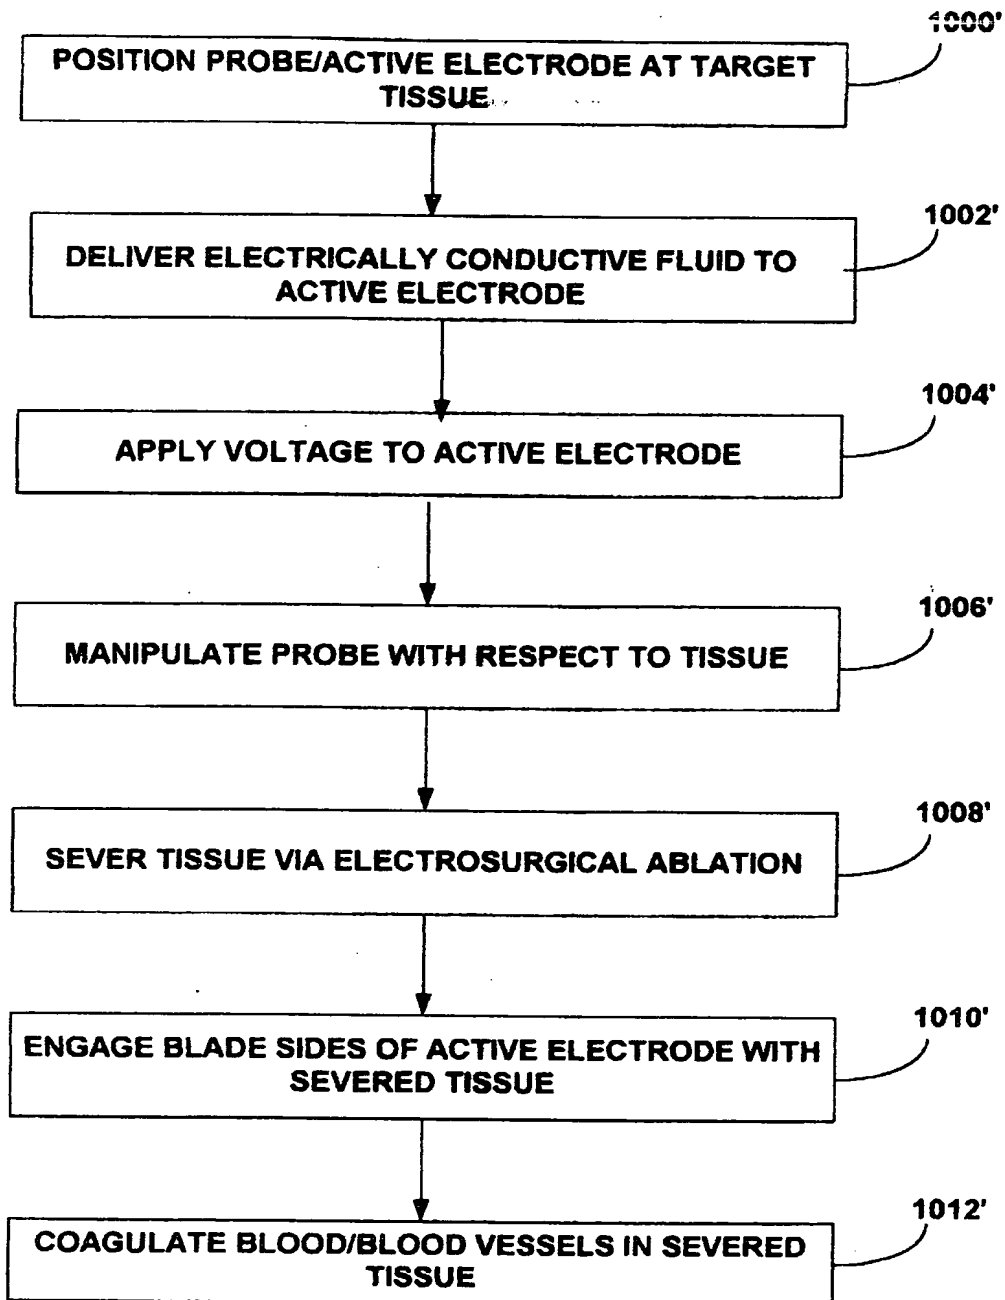 1000'
POSITION PROBE/ACTIVE ELECTRODE AT TARGET
TISSUE
1002'
DELIVER ELECTRICALLY CONDUCTIVE FLUID TO
ACTIVE ELECTRODE
1004'
APPLY VOLTAGE TO ACTIVE ELECTRODE
1006'
MANIPULATE PROBE WITH RESPECT TO TISSUE
1008'
SEVER TISSUE VIA ELECTROSURGICAL ABLATION
1010'
ENGAGE BLADE SIDES OF ACTIVE ELECTRODE WITH
SEVERED TISSUE
1012'
COAGULATE BLOOD/BLOOD VESSELS IN SEVERED
TISSUE